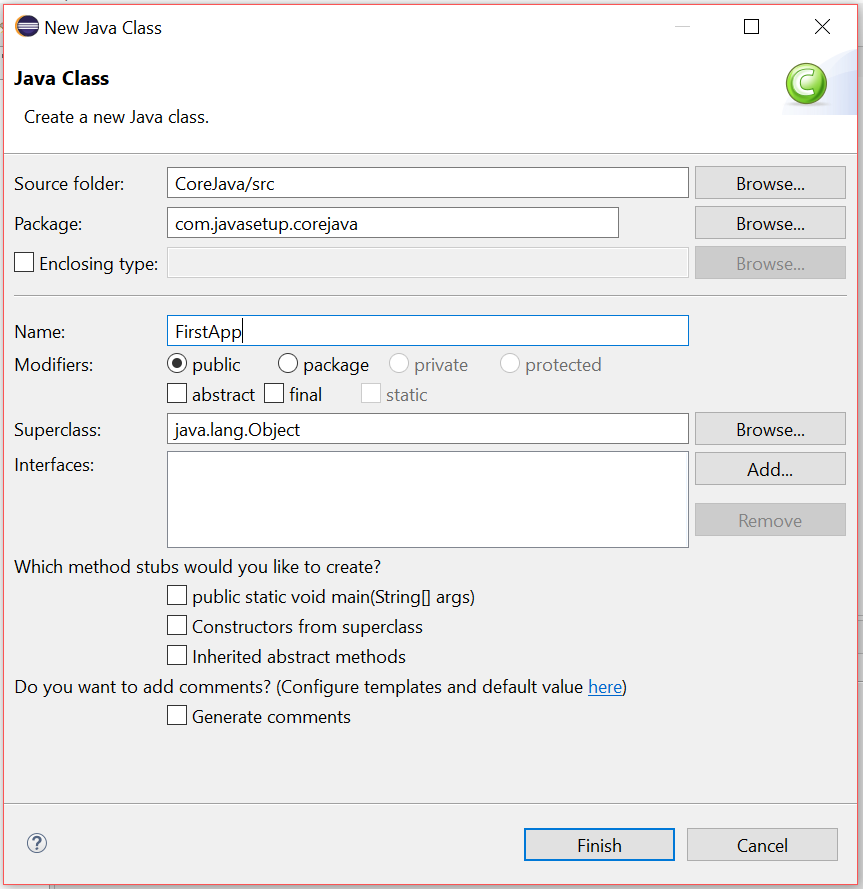 New Java Class
Java Class
Create a new Java class.
Source folder: CoreJava/src Browse...
Package: com.javasetup.corejava Browse...
Enclosing type: Browse...
Name: FirstApp
Modifiers: public package private protected
abstract final static
Superclass: java.lang.Object Browse...
Interfaces: Add...
Remove
Which method stubs would you like to create?
public static void main(String[] args)
Constructors from superclass
Inherited abstract methods
Do you want to add comments? (Configure templates and default value here)
Generate comments
? Finish Cancel